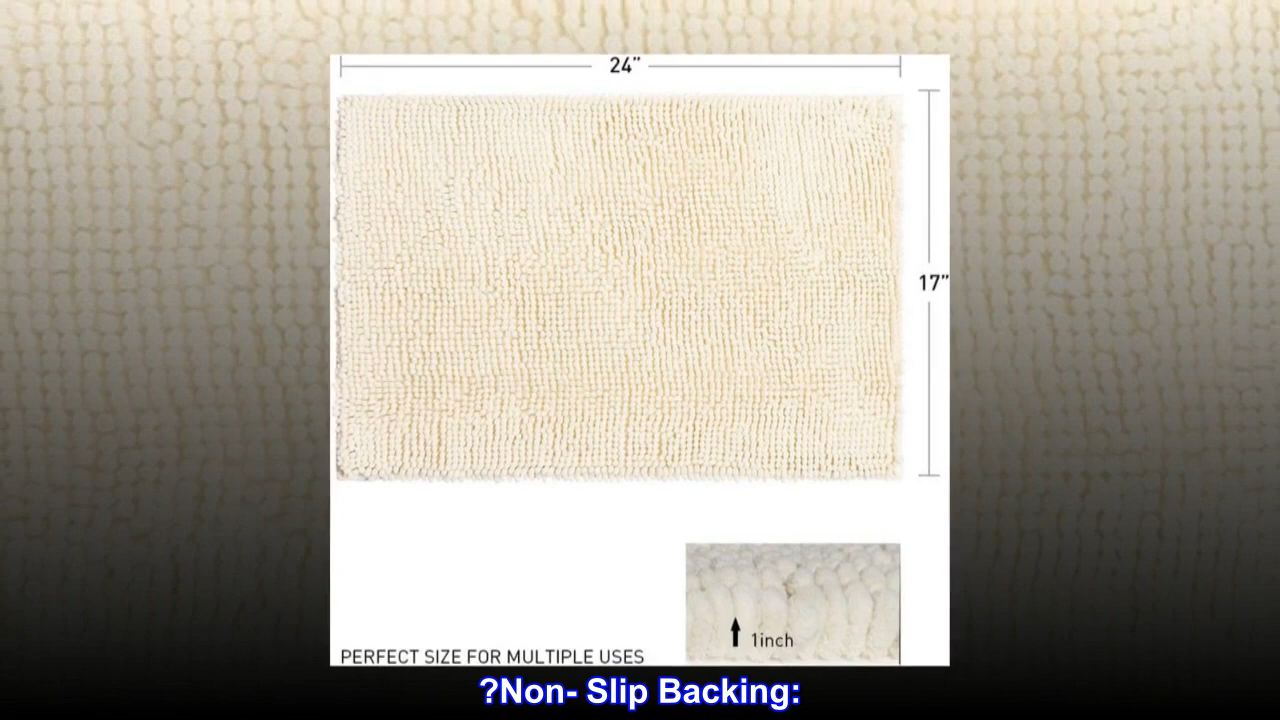 24”
17”
1inch
PERFECT SIZE FOR MULTIPLE USES
?Non- Slip Backing: